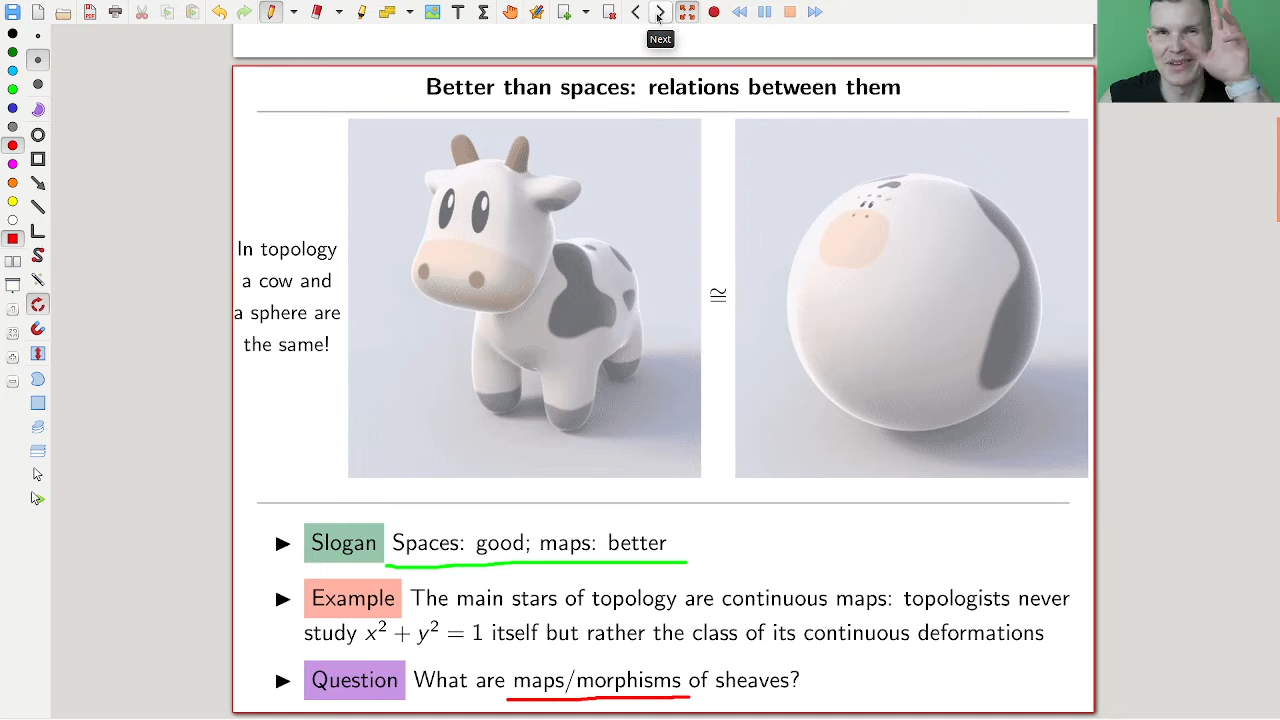 Next
Better than spaces: relations between them
In topology
a cow and
a sphere are
the same!
≅
▶ Slogan Spaces: good; maps: better
▶ Example The main stars of topology are continuous maps: topologists never
study x² + y² = 1 itself but rather the class of its continuous deformations
▶ Question What are maps/morphisms of sheaves?